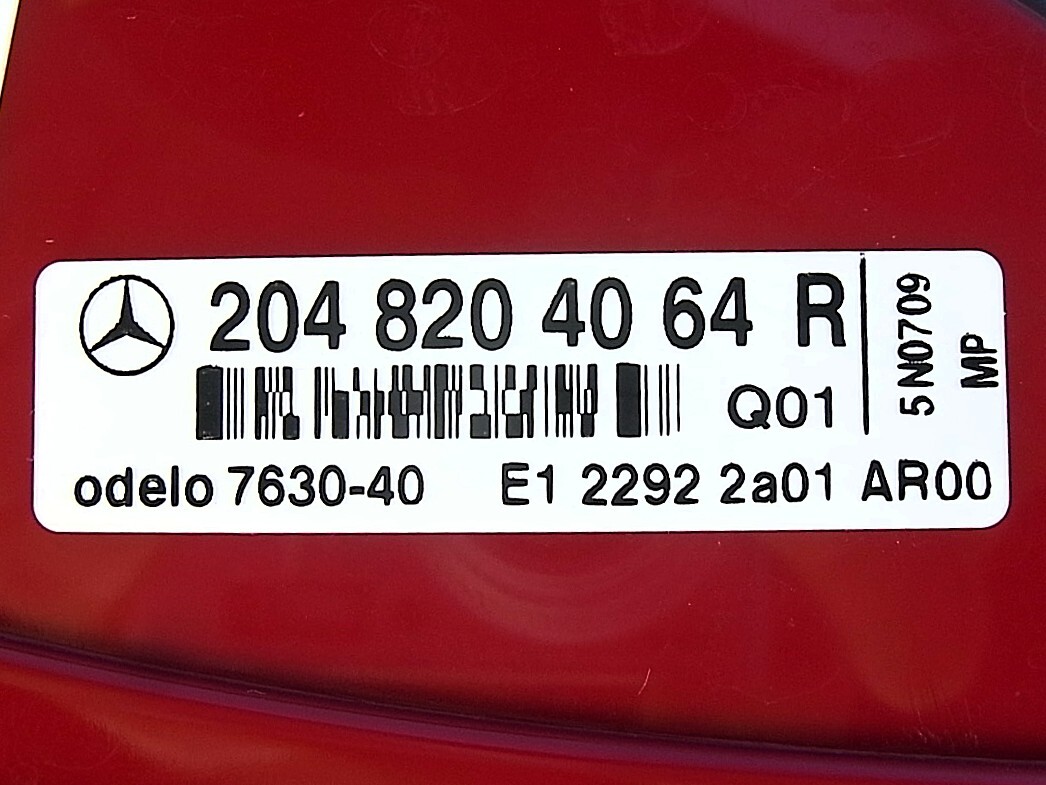 204 820 40 64 R
Q01
odelo 7630-40 E1 2292 2a01 AR00
5N0709
MP